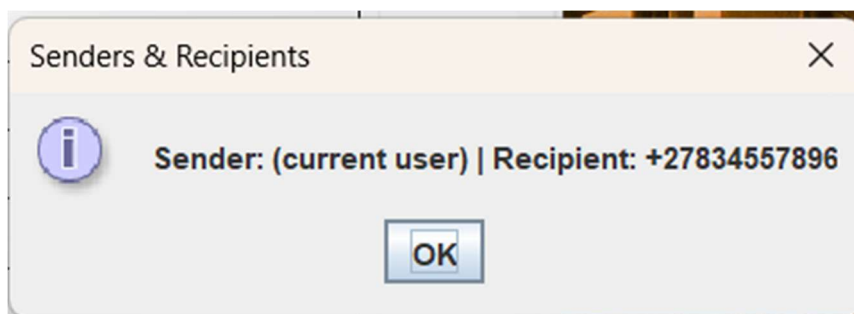 Senders & Recipients
Sender: (current user) | Recipient: +27834557896
OK